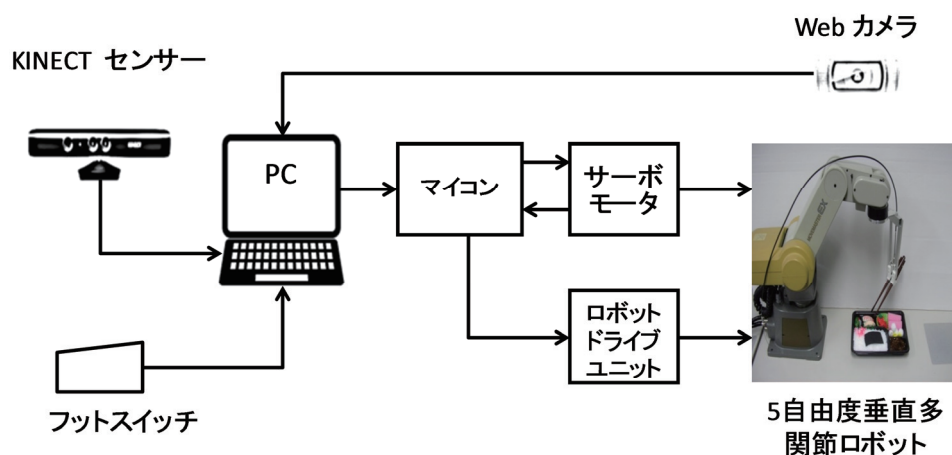 Web カメラ
KINECT センサー
PC
マイコン
サーボ
モータ
ロボット
ドライブ
ユニット
フットスイッチ
5自由度垂直多
関節ロボット